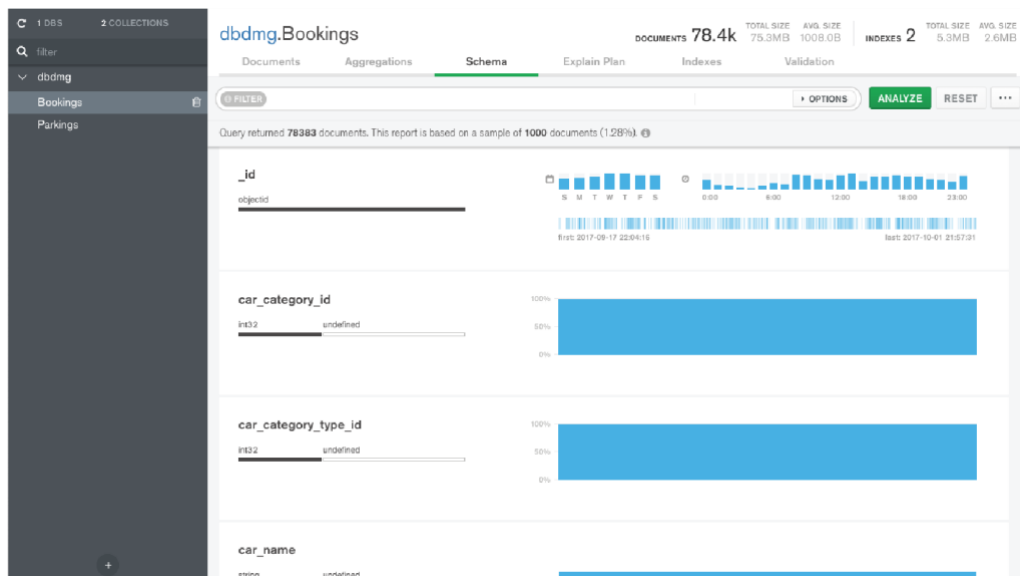 1 DBS 2 COLLECTIONS
filter
dbdmg
Bookings
Parkings
dbdmg.Bookings
DOCUMENTS 78.4k TOTAL SIZE 75.3MB AVG. SIZE 1008.0B INDEXES 2 TOTAL SIZE 5.3MB AVG. SIZE 2.6MB
Documents Aggregations Schema Explain Plan Indexes Validation
FILTER OPTIONS ANALYZE RESET ...
Query returned 78383 documents. This report is based on a sample of 1000 documents (1.28%).
_id
objectid
S M T W T F S
0:00 6:00 12:00 18:00 23:00
first: 2017-09-17 22:04:15 last: 2017-10-01 21:57:31
car_category_id
int32 undefined
100%
50%
0%
car_category_type_id
int32 undefined
100%
50%
0%
car_name
string undefined